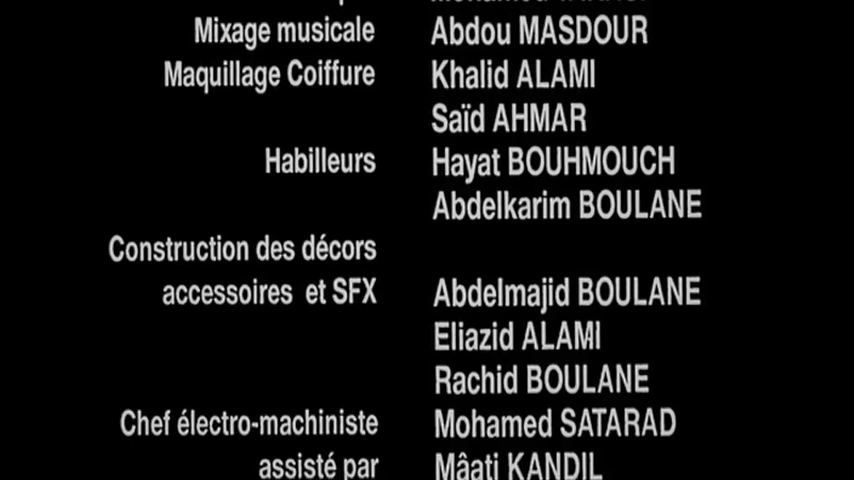 Mixage musicale Abdou MASDOUR
Maquillage Coiffure Khalid ALAMI
Saïd AHMAR
Habilleurs Hayat BOUHMOUCH
Abdelkarim BOULANE
Construction des décors
accessoires et SFX Abdelmajid BOULANE
Eliazid ALAMI
Rachid BOULANE
Chef électro-machiniste Mohamed SATARAD
assisté par Mâati KANDIL